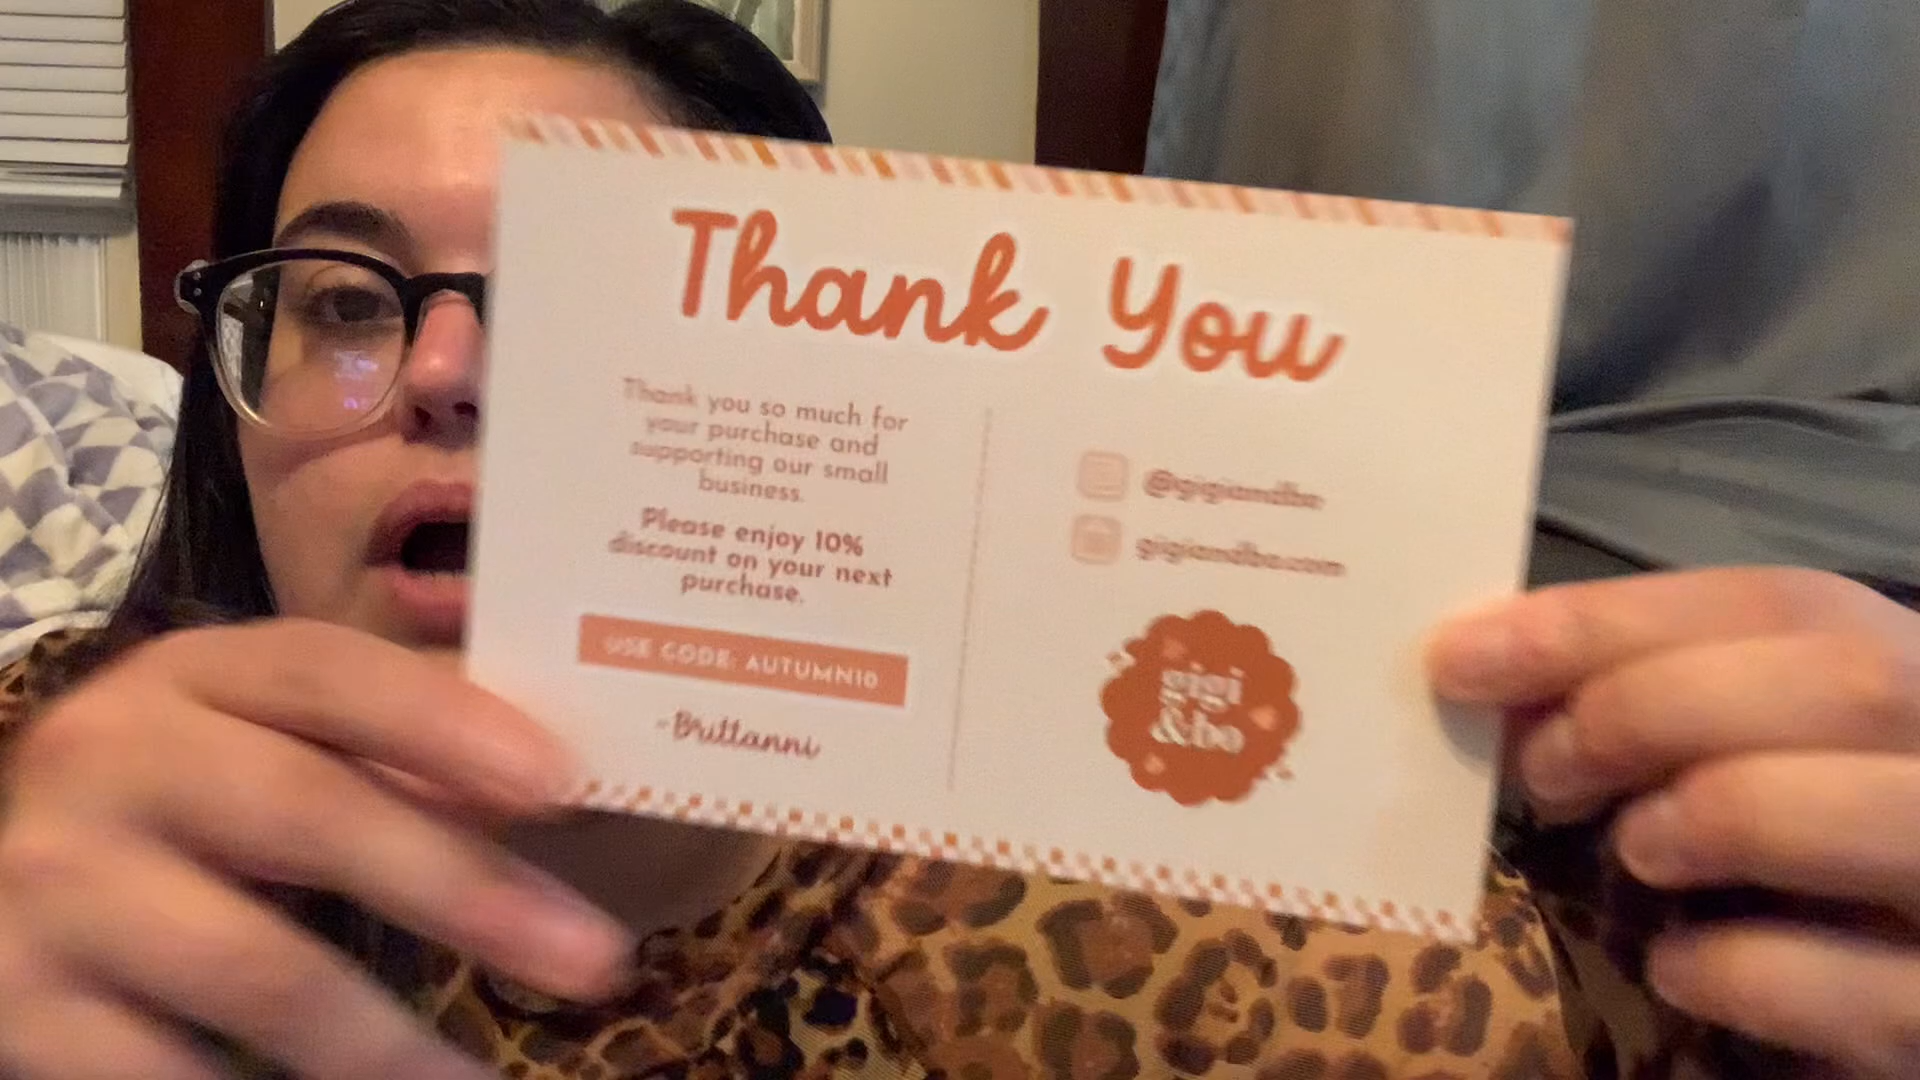 Thank You
Thank you so much for
your purchase and
supporting our small
business.
Please enjoy 10%
discount on your next
purchase.
USE CODE: AUTUMN10
-Brittanni
@gigiandbo
gigiandbo.com
gigi
&bo